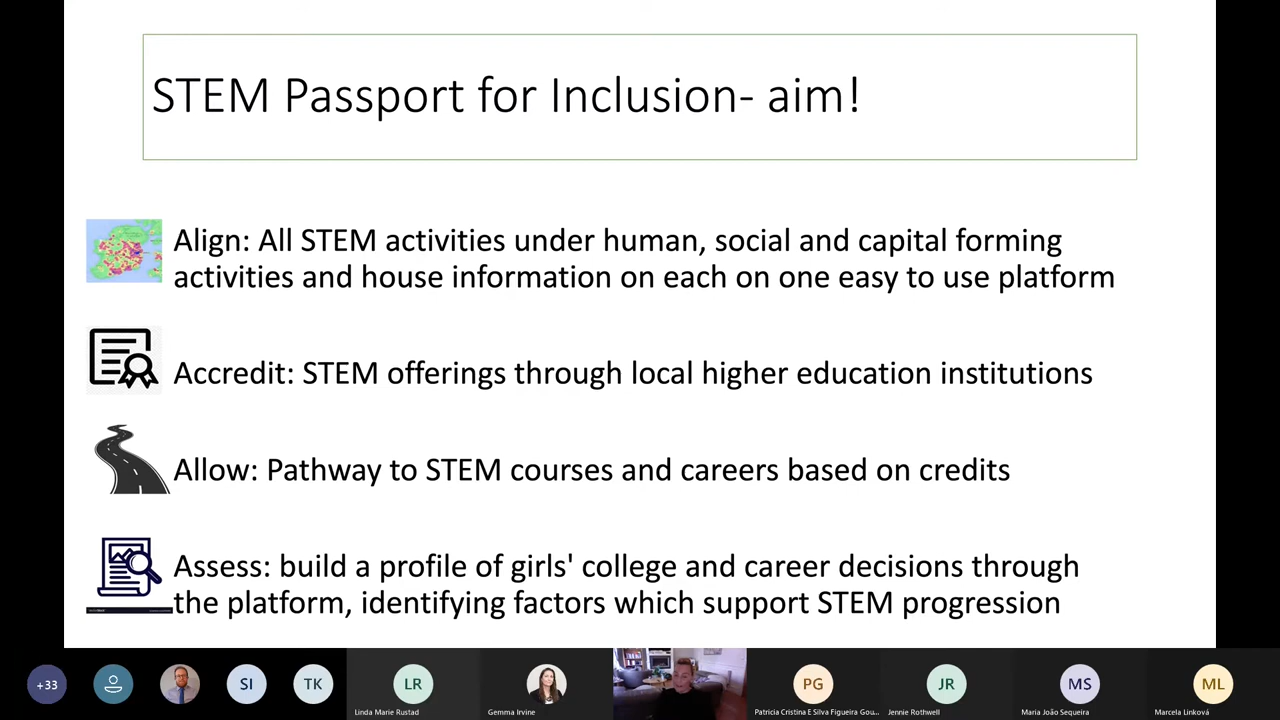 STEM Passport for Inclusion- aim!
Align: All STEM activities under human, social and capital forming
activities and house information on each on one easy to use platform
Accredit: STEM offerings through local higher education institutions
Allow: Pathway to STEM courses and careers based on credits
Assess: build a profile of girls' college and career decisions through
the platform, identifying factors which support STEM progression
+33
SI
TK
LR
PG
JR
MS
ML
Linda Marie Rustad
Gemma Irvine
Patricia Cristina E Silva Figueira Gou...
Jennie Rothwell
Maria João Sequeira
Marcela Linková